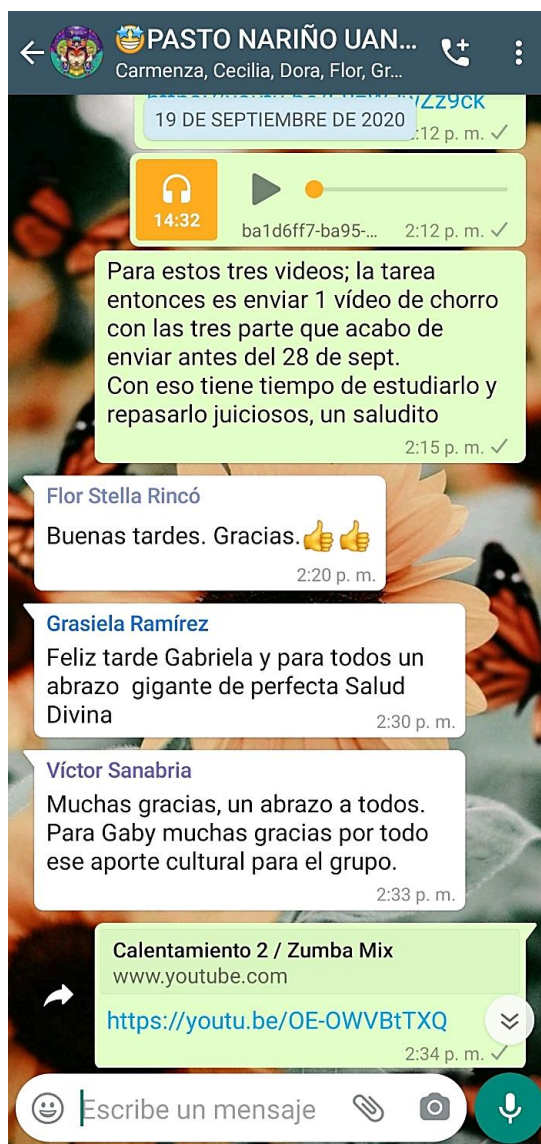 🤩PASTO NARIÑO UAN...
Carmenza, Cecilia, Dora, Flor, Gr...
19 DE SEPTIEMBRE DE 2020
:12 p. m.
14:32
ba1d6ff7-ba95-...
2:12 p. m.
Para estos tres videos; la tarea
entonces es enviar 1 vídeo de chorro
con las tres parte que acabo de
enviar antes del 28 de sept.
Con eso tiene tiempo de estudiarlo y
repasarlo juiciosos, un saludito
2:15 p. m.
Flor Stella Rincó
Buenas tardes. Gracias.👍👍
2:20 p. m.
Grasiela Ramírez
Feliz tarde Gabriela y para todos un
abrazo  gigante de perfecta Salud
Divina
2:30 p. m.
Víctor Sanabria
Muchas gracias, un abrazo a todos.
Para Gaby muchas gracias por todo
ese aporte cultural para el grupo.
2:33 p. m.
Calentamiento 2 / Zumba Mix
www.youtube.com
https://youtu.be/OE-OWVBtTXQ
2:34 p. m.
Escribe un mensaje